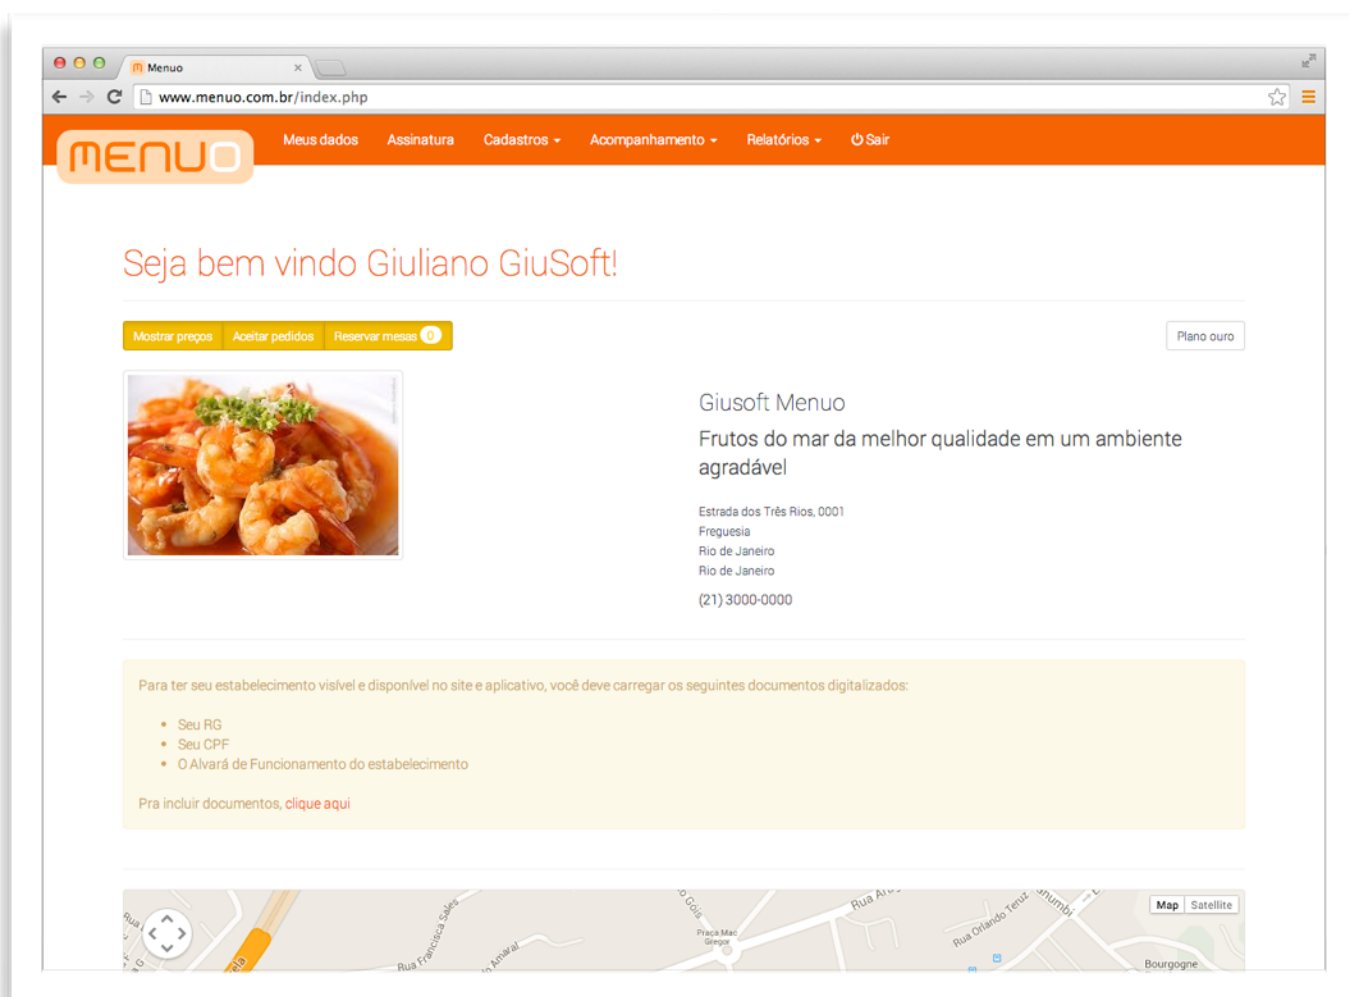 Menuo
www.menuo.com.br/index.php
MENUO
Meus dados
Assinatura
Cadastros
Acompanhamento
Relatórios
Sair
Seja bem vindo Giuliano GiuSoft!
Mostrar preços
Aceitar pedidos
Reservar mesas 0
Plano ouro
Giusoft Menuo
Frutos do mar da melhor qualidade em um ambiente
agradável
Estrada dos Três Rios, 0001
Freguesia
Rio de Janeiro
Rio de Janeiro
(21) 3000-0000
Para ter seu estabelecimento visível e disponível no site e aplicativo, você deve carregar os seguintes documentos digitalizados:
• Seu RG
• Seu CPF
• O Alvará de Funcionamento do estabelecimento
Pra incluir documentos, clique aqui
Map
Satellite
Rua Francisca Sales
Amaral
Praça Mac
Gregor
Rua Orlando Teruz
Bourgogne